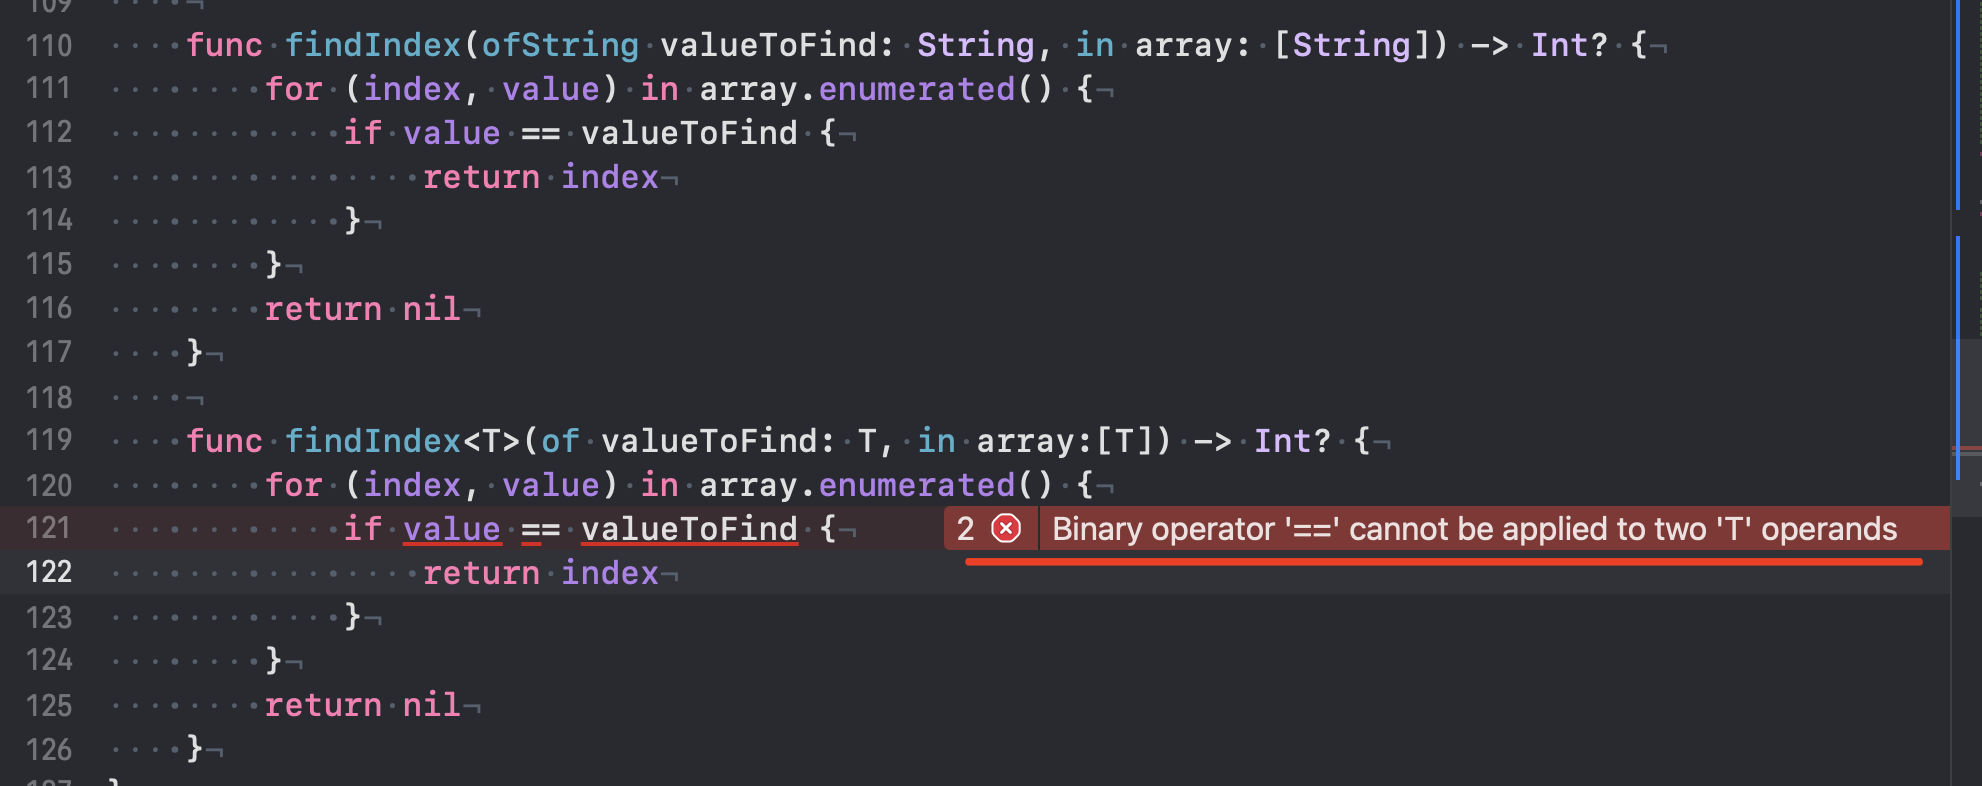 109
110 func findIndex(ofString valueToFind: String, in array: [String]) -> Int? {
111 for (index, value) in array.enumerated() {
112 if value == valueToFind {
113 return index
114 }
115 }
116 return nil
117 }
118
119 func findIndex<T>(of valueToFind: T, in array:[T]) -> Int? {
120 for (index, value) in array.enumerated() {
121 if value == valueToFind { 2 Binary operator '==' cannot be applied to two 'T' operands
122 return index
123 }
124 }
125 return nil
126 }
127 }